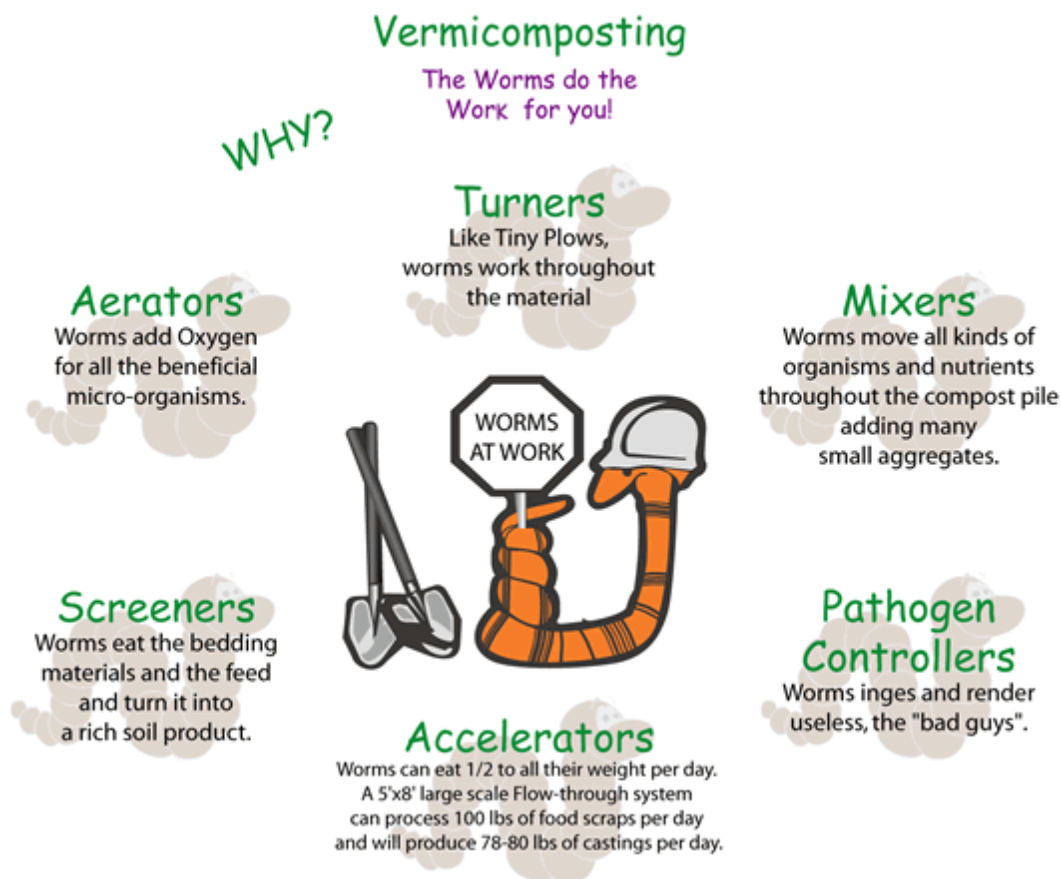 Vermicomposting
The Worms do the
Work for you!
WHY?
Turners
Like Tiny Plows,
worms work throughout
the material
Aerators
Worms add Oxygen
for all the beneficial
micro-organisms.
Mixers
Worms move all kinds of
organisms and nutrients
throughout the compost pile
adding many
small aggregates.
WORMS
AT WORK
Screeners
Worms eat the bedding
materials and the feed
and turn it into
a rich soil product.
Pathogen
Controllers
Worms inges and render
useless, the "bad guys".
Accelerators
Worms can eat 1/2 to all their weight per day.
A 5'x8' large scale Flow-through system
can process 100 lbs of food scraps per day
and will produce 78-80 lbs of castings per day.